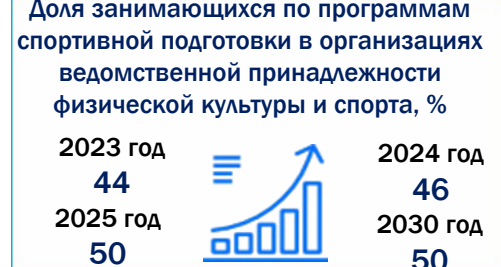 Доля занимающихся по программам
спортивной подготовки в организациях
ведомственной принадлежности
физической культуры и спорта, %
2023 год
44
2024 год
46
2025 год
50
2030 год
50